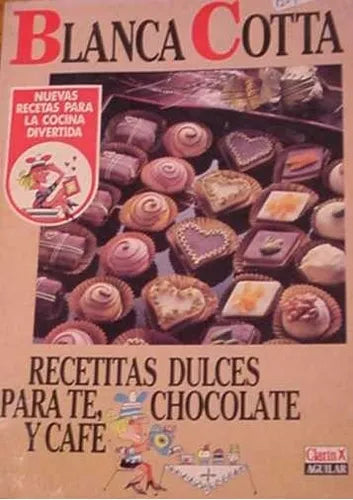 BLANCA COTTA
NUEVAS
RECETAS PARA
LA COCINA
DIVERTIDA
RECETITAS DULCES
PARA TE, CHOCOLATE
Y CAFE
Clarín X
AGUILAR